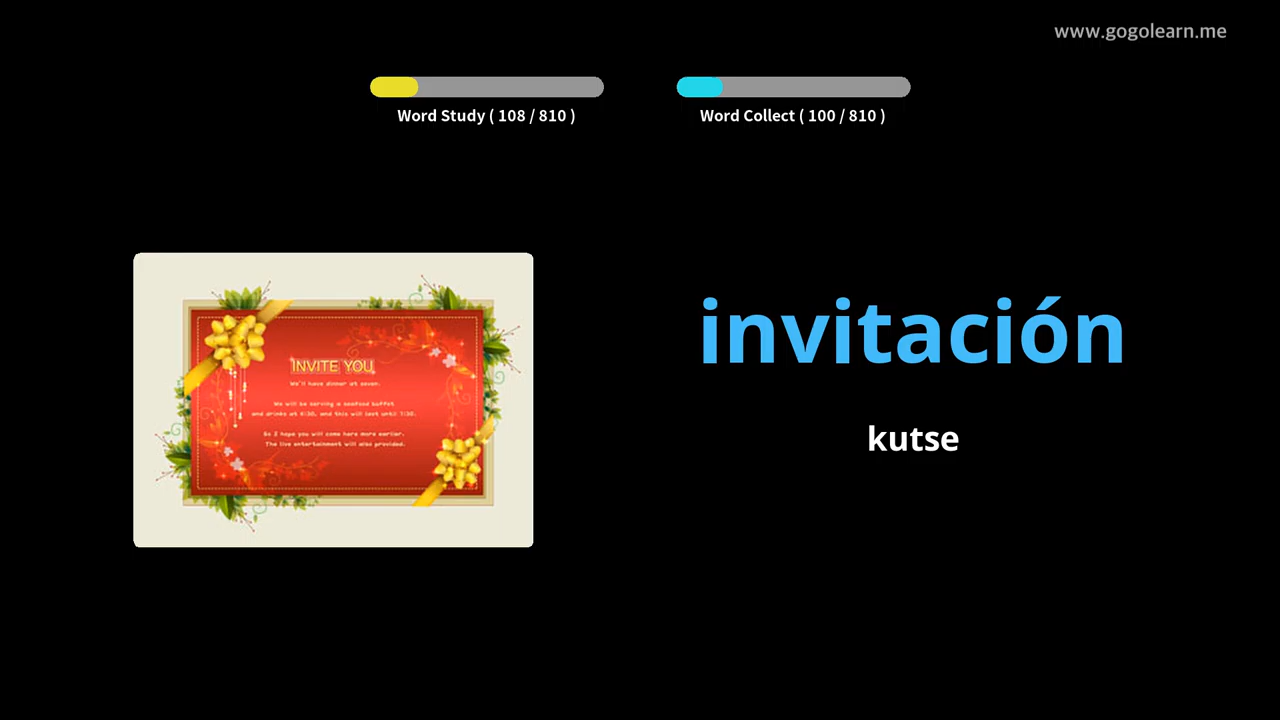 www.gogolearn.me
Word Study ( 108 / 810 )
Word Collect ( 100 / 810 )
INVITE YOU
We'll have dinner at seven.
We will be serving a seafood buffet
and drinks at 6:30, and this will last until 7:30.
So I hope you will come here more earlier.
The live entertainment will also provided.
invitación
kutse